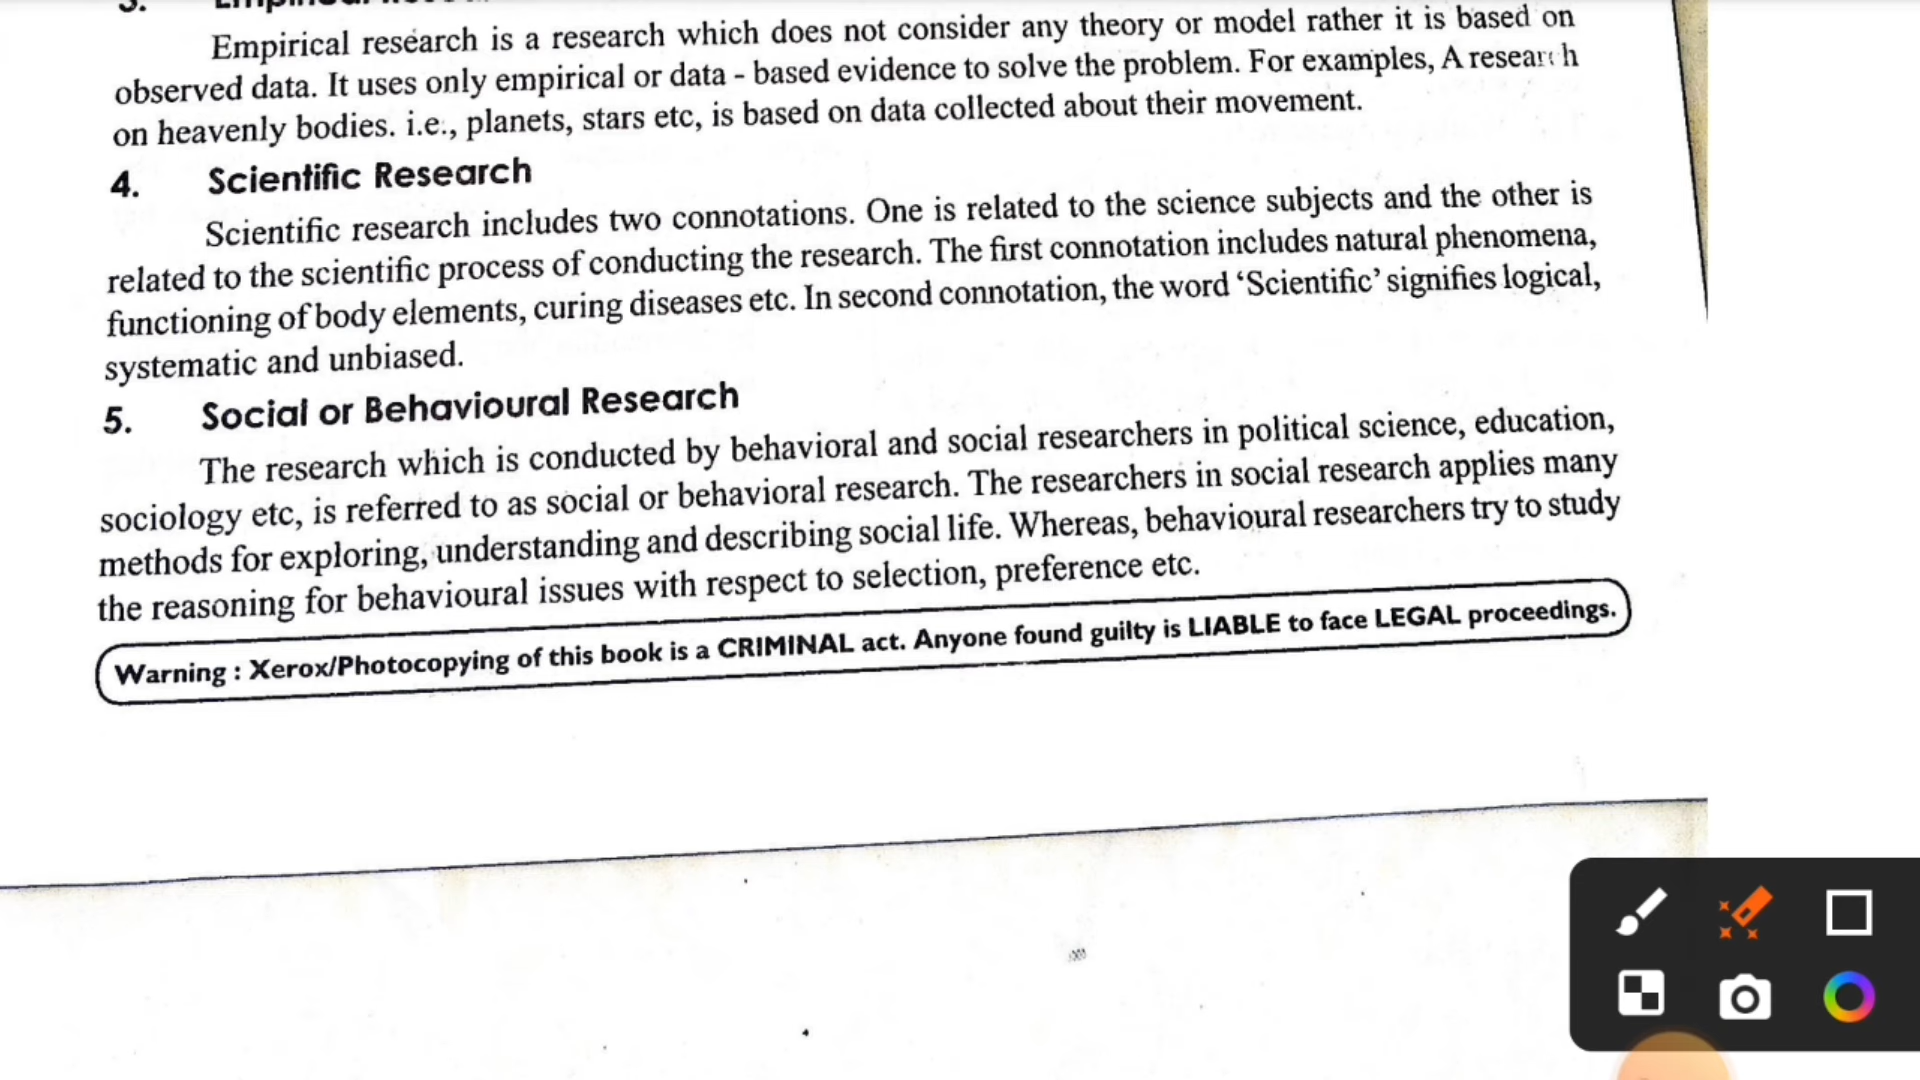 3. Empirical Research
Empirical research is a research which does not consider any theory or model rather it is based on
observed data. It uses only empirical or data - based evidence to solve the problem. For examples, A research
on heavenly bodies. i.e., planets, stars etc, is based on data collected about their movement.
4. Scientific Research
Scientific research includes two connotations. One is related to the science subjects and the other is
related to the scientific process of conducting the research. The first connotation includes natural phenomena,
functioning of body elements, curing diseases etc. In second connotation, the word ‘Scientific’ signifies logical,
systematic and unbiased.
5. Social or Behavioural Research
The research which is conducted by behavioral and social researchers in political science, education,
sociology etc, is referred to as social or behavioral research. The researchers in social research applies many
methods for exploring, understanding and describing social life. Whereas, behavioural researchers try to study
the reasoning for behavioural issues with respect to selection, preference etc.
Warning : Xerox/Photocopying of this book is a CRIMINAL act. Anyone found guilty is LIABLE to face LEGAL proceedings.